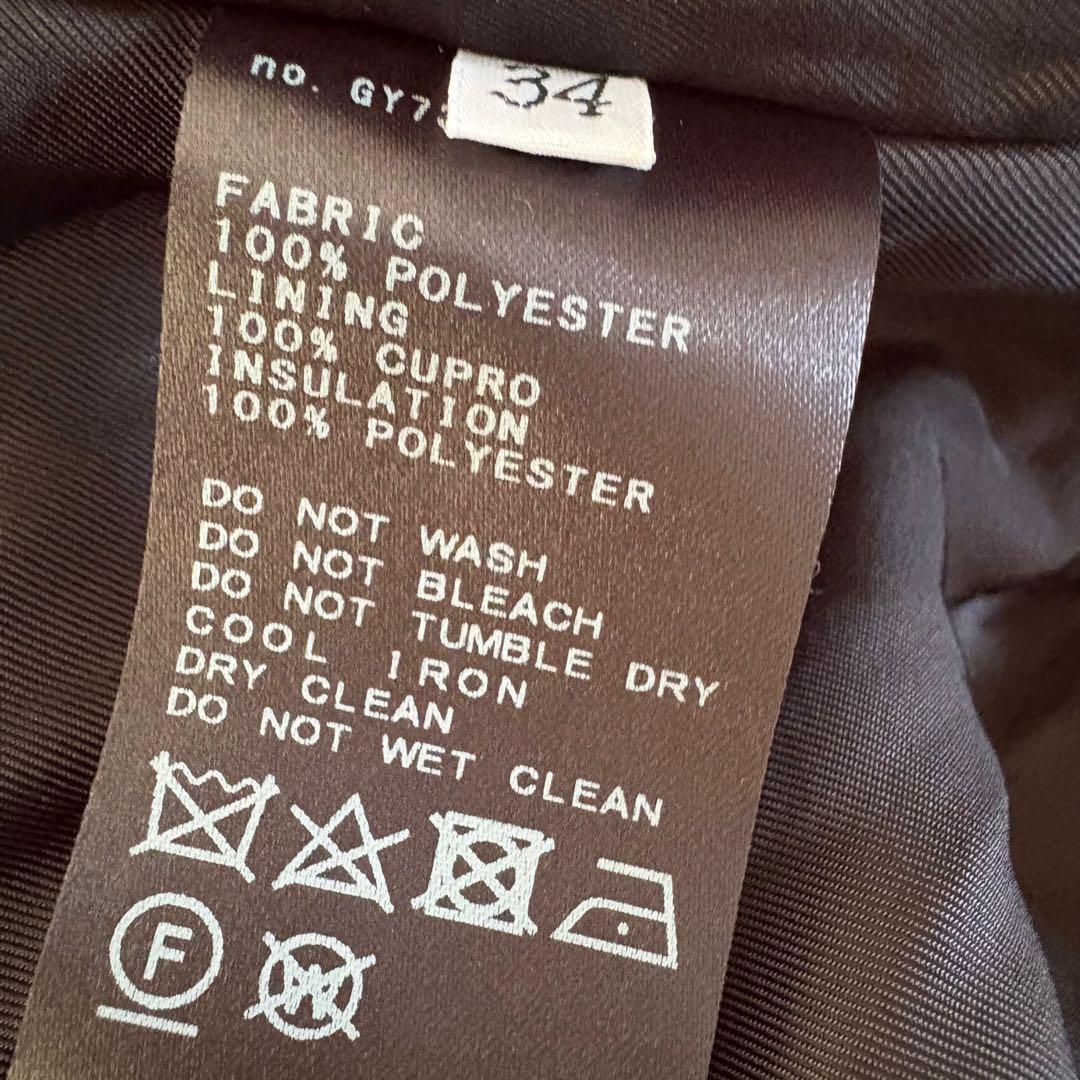 no. GY7
34
FABRIC
100% POLYESTER
LINING
100% CUPRO
INSULATION
100% POLYESTER
DO NOT WASH
DO NOT BLEACH
DO NOT TUMBLE DRY
COOL IRON
DRY CLEAN
DO NOT WET CLEAN
F
W